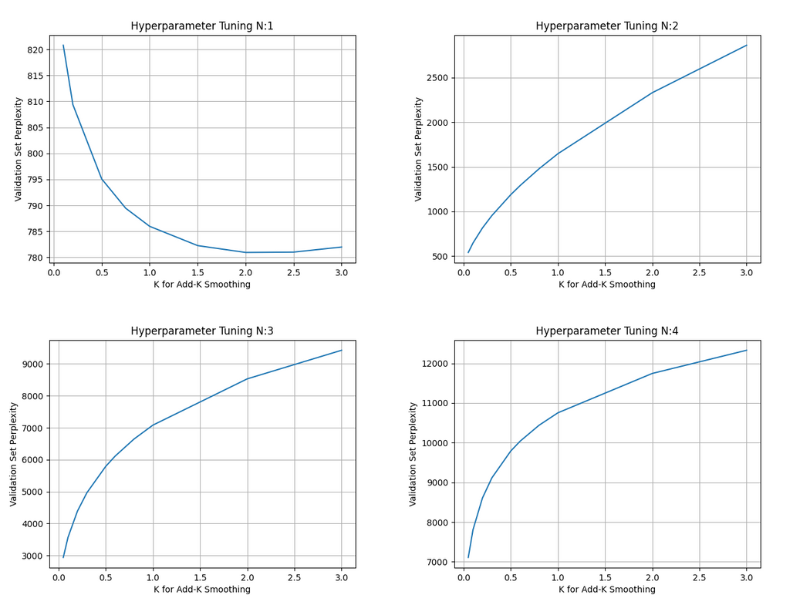 Hyperparameter Tuning N:1
Validation Set Perplexity
820
815
810
805
800
795
790
785
780
0.0 0.5 1.0 1.5 2.0 2.5 3.0
K for Add-K Smoothing
Hyperparameter Tuning N:2
Validation Set Perplexity
2500
2000
1500
1000
500
0.0 0.5 1.0 1.5 2.0 2.5 3.0
K for Add-K Smoothing
Hyperparameter Tuning N:3
Validation Set Perplexity
9000
8000
7000
6000
5000
4000
3000
0.0 0.5 1.0 1.5 2.0 2.5 3.0
K for Add-K Smoothing
Hyperparameter Tuning N:4
Validation Set Perplexity
12000
11000
10000
9000
8000
7000
0.0 0.5 1.0 1.5 2.0 2.5 3.0
K for Add-K Smoothing